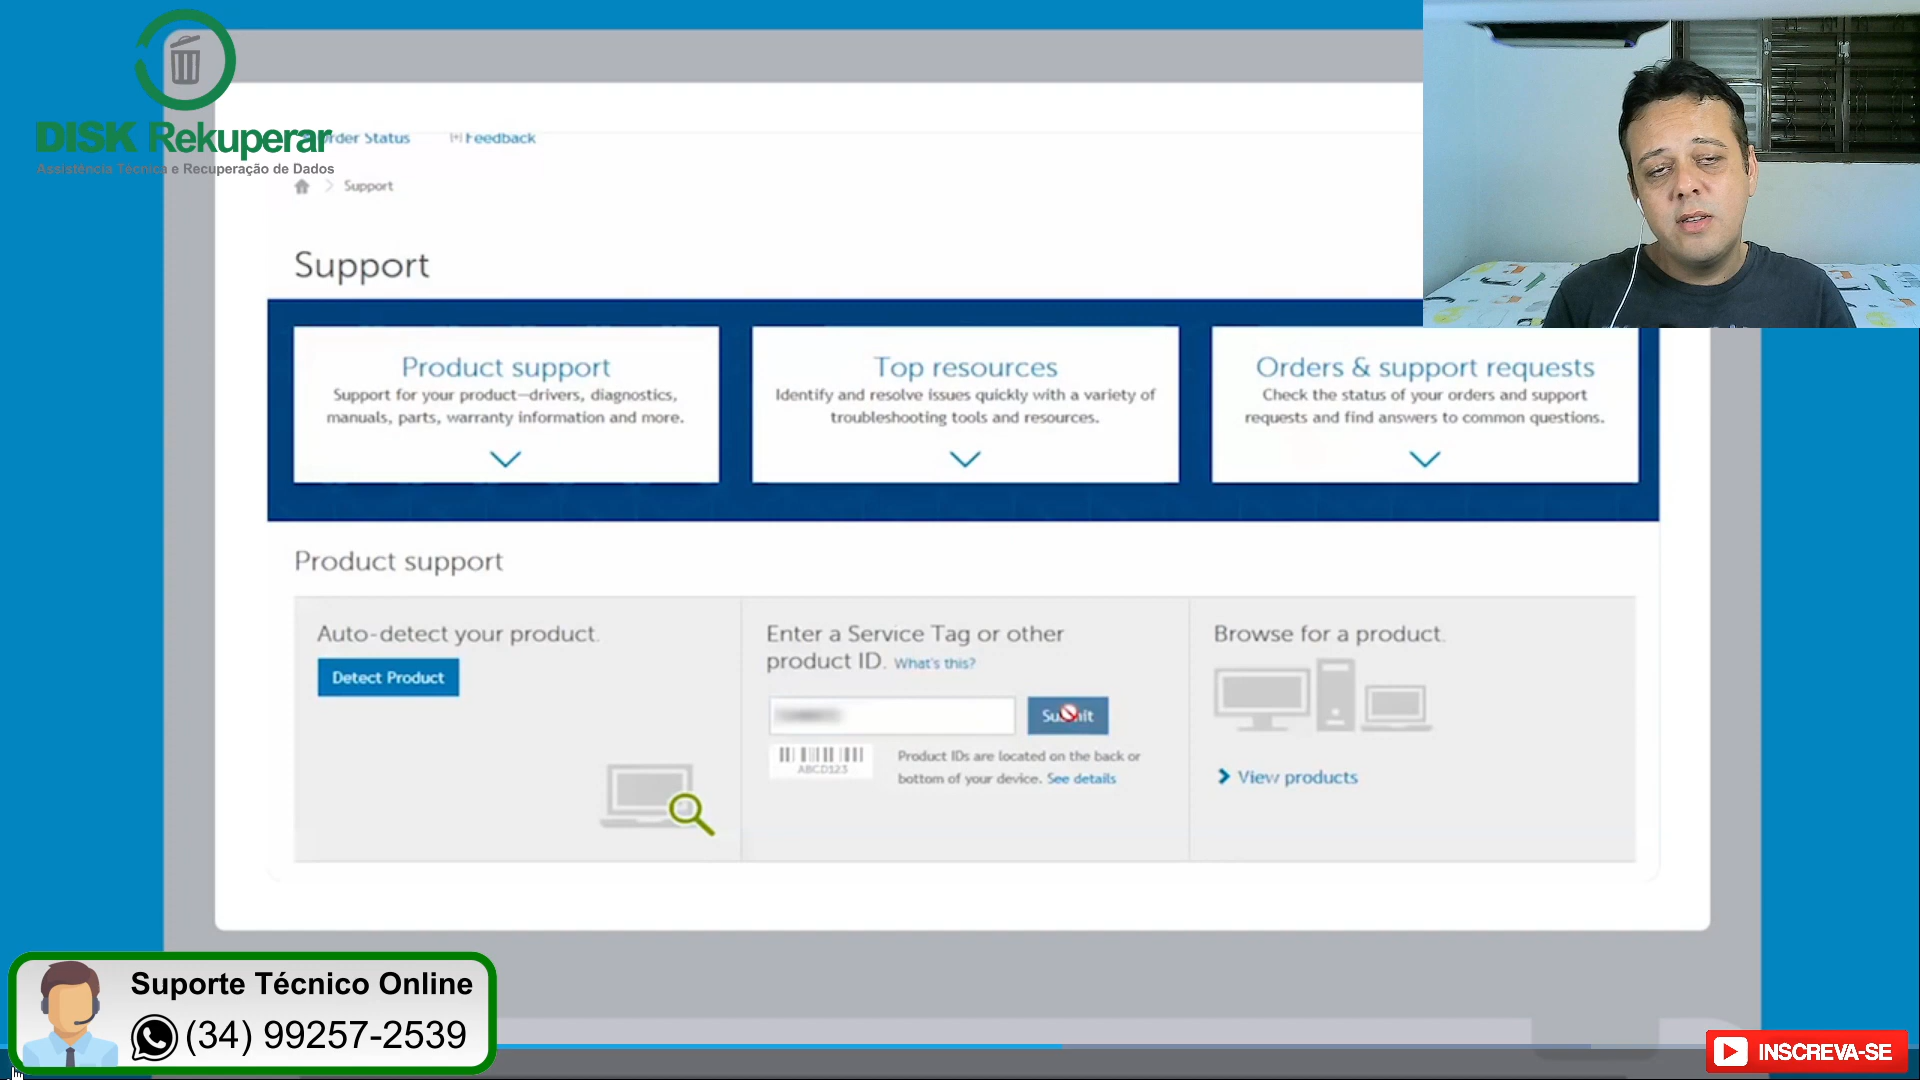 DISK Rekuperar
Assistência Técnica e Recuperação de Dados
rder Status
Feedback
Support
Support
Product support
Support for your product—drivers, diagnostics,
manuals, parts, warranty information and more.
Top resources
Identify and resolve issues quickly with a variety of
troubleshooting tools and resources.
Orders & support requests
Check the status of your orders and support
requests and find answers to common questions.
Product support
Auto-detect your product.
Detect Product
Enter a Service Tag or other
product ID. What's this?
Submit
ABCD123
Product IDs are located on the back or
bottom of your device. See details
Browse for a product.
View products
Suporte Técnico Online
(34) 99257-2539
INSCREVA-SE